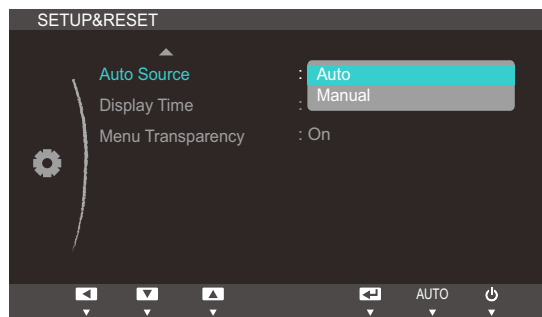 SETUP&RESET
Auto Source : Auto
Manual
Display Time :
Menu Transparency : On
AUTO